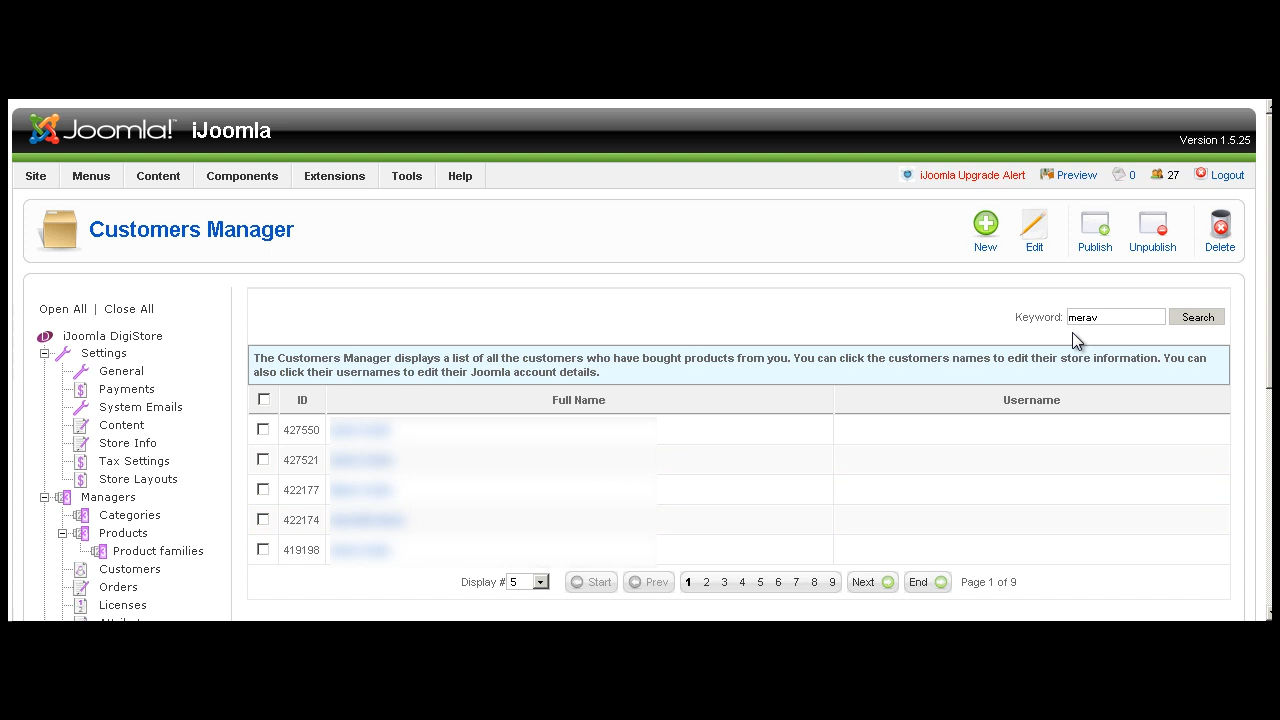 Joomla! iJoomla
Version 1.5.25
Site Menus Content Components Extensions Tools Help iJoomla Upgrade Alert Preview 0 27 Logout
Customers Manager
New Edit Publish Unpublish Delete
Open All | Close All
Keyword: merav Search
iJoomla DigiStore
Settings
General
Payments
System Emails
Content
Store Info
Tax Settings
Store Layouts
Managers
Categories
Products
Product families
Customers
Orders
Licenses
The Customers Manager displays a list of all the customers who have bought products from you. You can click the customers names to edit their store information. You can
also click their usernames to edit their Joomla account details.
ID Full Name Username
427550
427521
422177
422174
419198
Display # 5 Start Prev 1 2 3 4 5 6 7 8 9 Next End Page 1 of 9